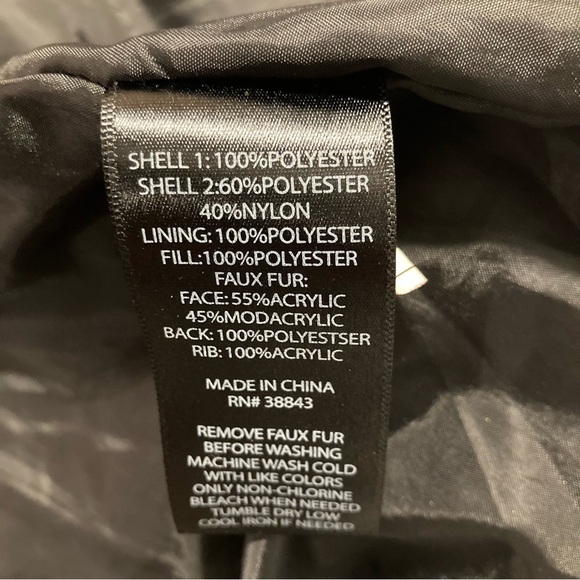 SHELL 1:100%POLYESTER
SHELL 2:60%POLYESTER
40%NYLON
LINING:100%POLYESTER
FILL:100%POLYESTER
FAUX FUR:
FACE:55%ACRYLIC
45%MODACRYLIC
BACK:100%POLYESTSER
RIB:100%ACRYLIC
MADE IN CHINA
RN# 38843
REMOVE FAUX FUR
BEFORE WASHING
MACHINE WASH COLD
WITH LIKE COLORS
ONLY NON-CHLORINE
BLEACH WHEN NEEDED
TUMBLE DRY LOW
COOL IRON IF NEEDED